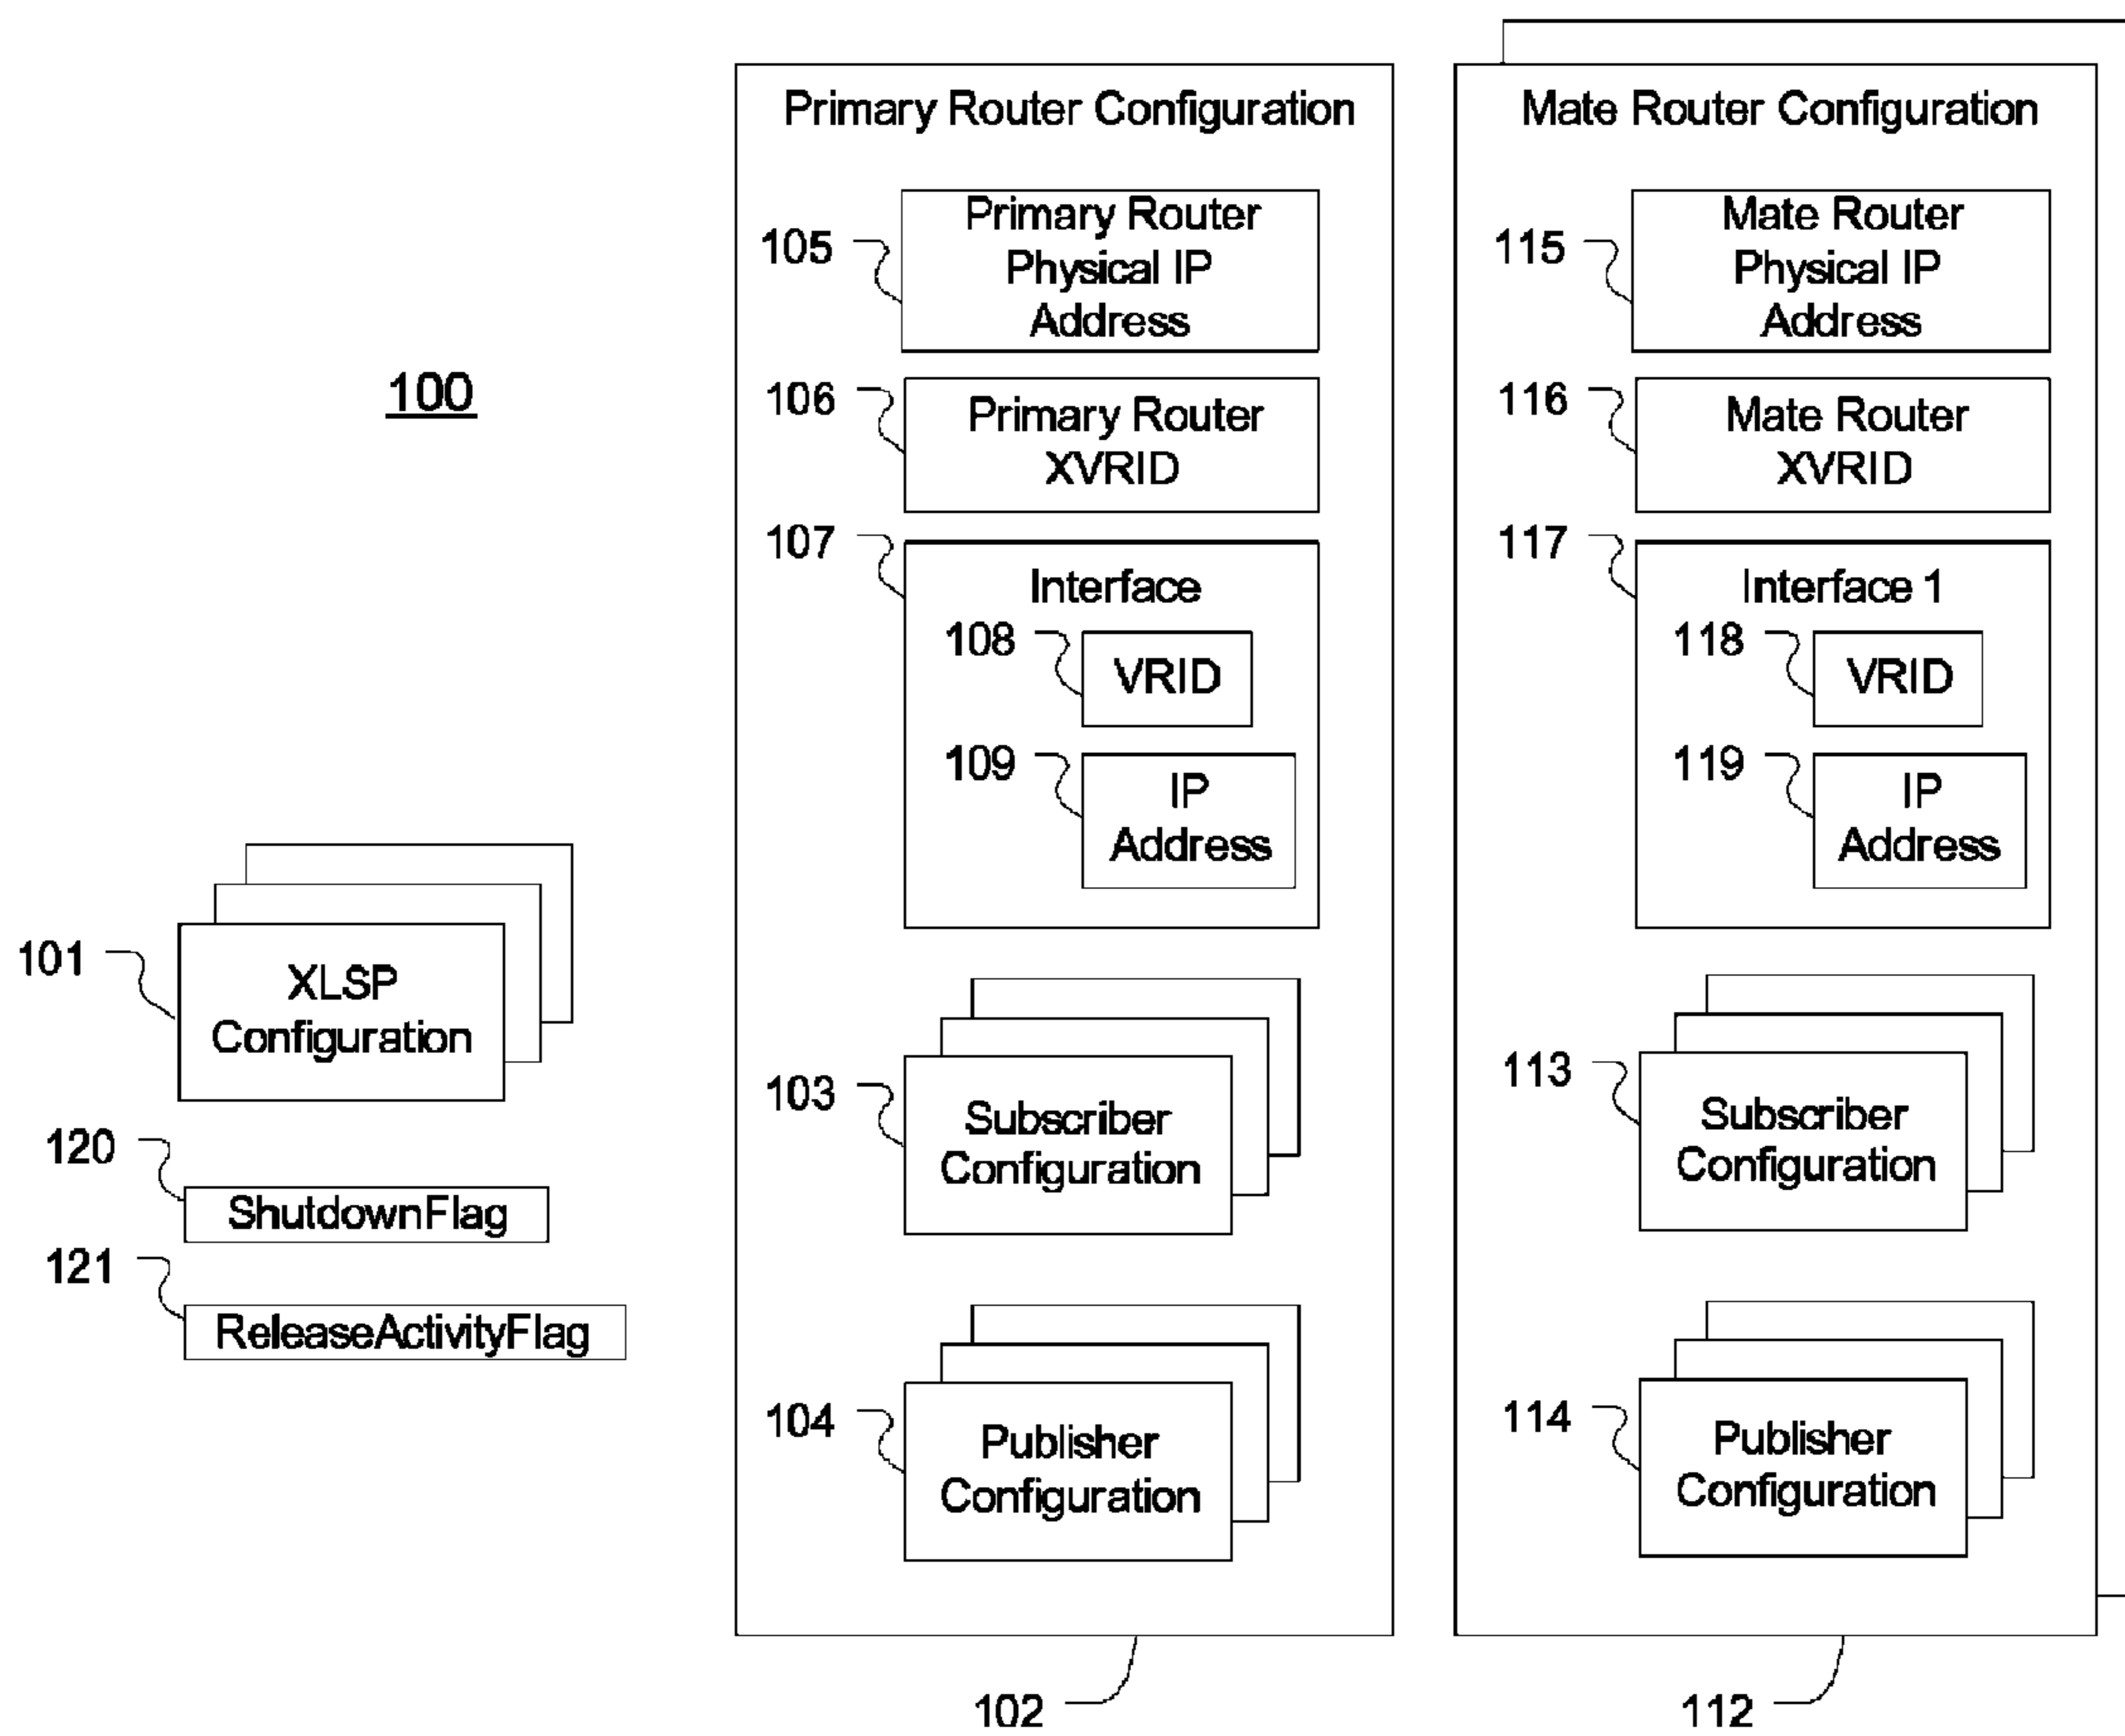 100
101
XLSP
Configuration
120
ShutdownFlag
121
ReleaseActivityFlag
Primary Router Configuration
105
Primary Router
Physical IP
Address
106
Primary Router
XVRID
107
Interface
108
VRID
109
IP
Address
103
Subscriber
Configuration
104
Publisher
Configuration
102
Mate Router Configuration
115
Mate Router
Physical IP
Address
116
Mate Router
XVRID
117
Interface 1
118
VRID
119
IP
Address
113
Subscriber
Configuration
114
Publisher
Configuration
112